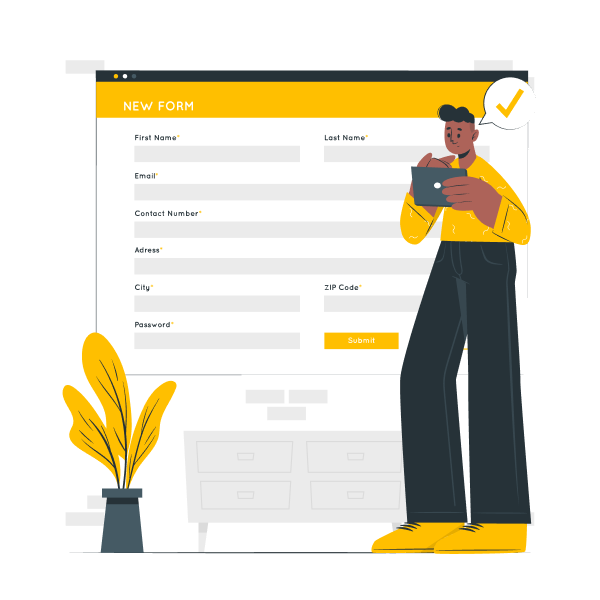 NEW FORM
First Name* Last Name*
Email*
Contact Number*
Adress*
City* ZIP Code*
Password*
Submit